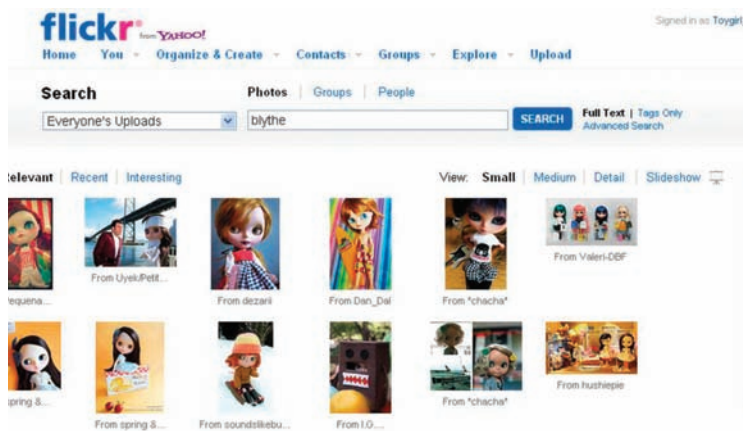 flickr from YAHOO!
Signed in as Toygirl
Home You Organize & Create Contacts Groups Explore Upload
Search
Photos | Groups | People
Everyone's Uploads
blythe
SEARCH
Full Text | Tags Only
Advanced Search
elevant | Recent | Interesting
View: Small | Medium | Detail | Slideshow
equena...
From Uyek/Petit...
From dezarii
From Dan_Dal
From *chacha*
From Valeri-DBF
spring &...
From spring &...
From soundslikebu...
From I.G....
From *chacha*
From hushiepie